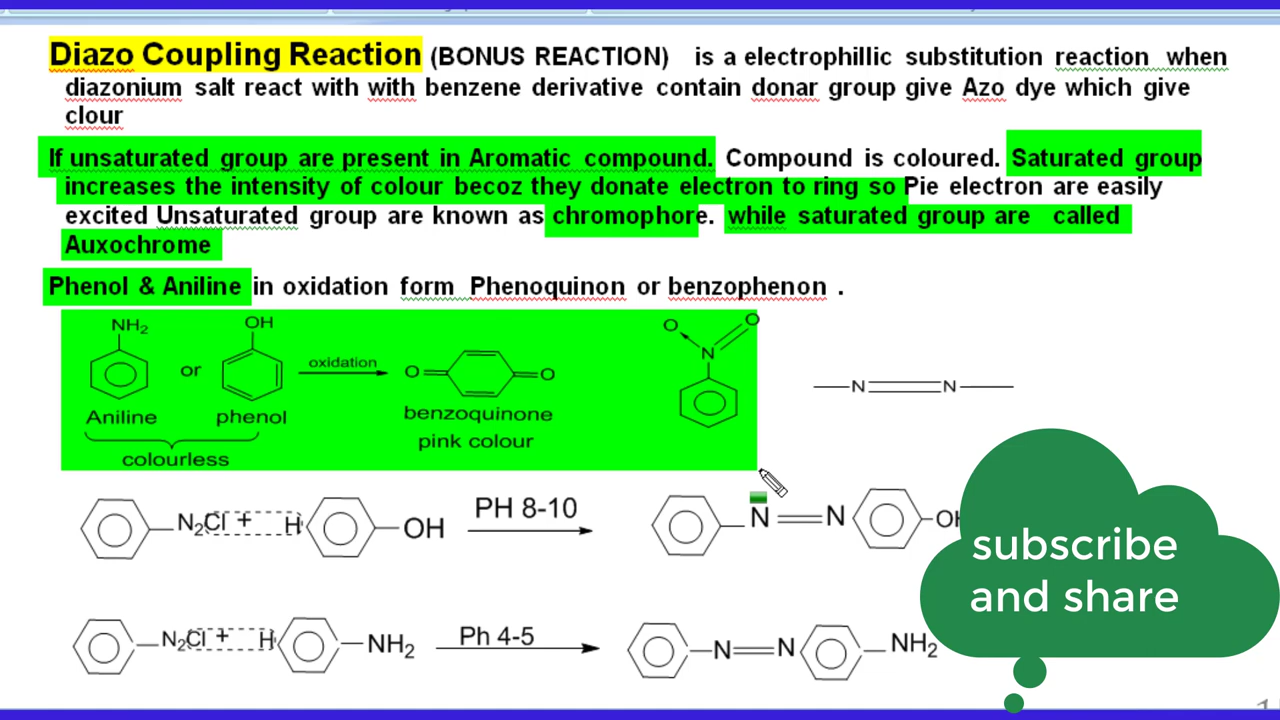 Diazo Coupling Reaction (BONUS REACTION) is a electrophillic substitution reaction when
diazonium salt react with with benzene derivative contain donar group give Azo dye which give
clour
If unsaturated group are present in Aromatic compound. Compound is coloured. Saturated group
increases the intensity of colour becoz they donate electron to ring so Pie electron are easily
excited Unsaturated group are known as chromophore. while saturated group are called
Auxochrome
Phenol & Aniline in oxidation form Phenoquinon or benzophenon .
NH2 OH O O
N
or oxidation O O
N N
Aniline phenol benzoquinone
pink colour
colourless
N2Cl + H OH PH 8-10 N N OH
subscribe
and share
N2Cl + H NH2 Ph 4-5 N N NH2